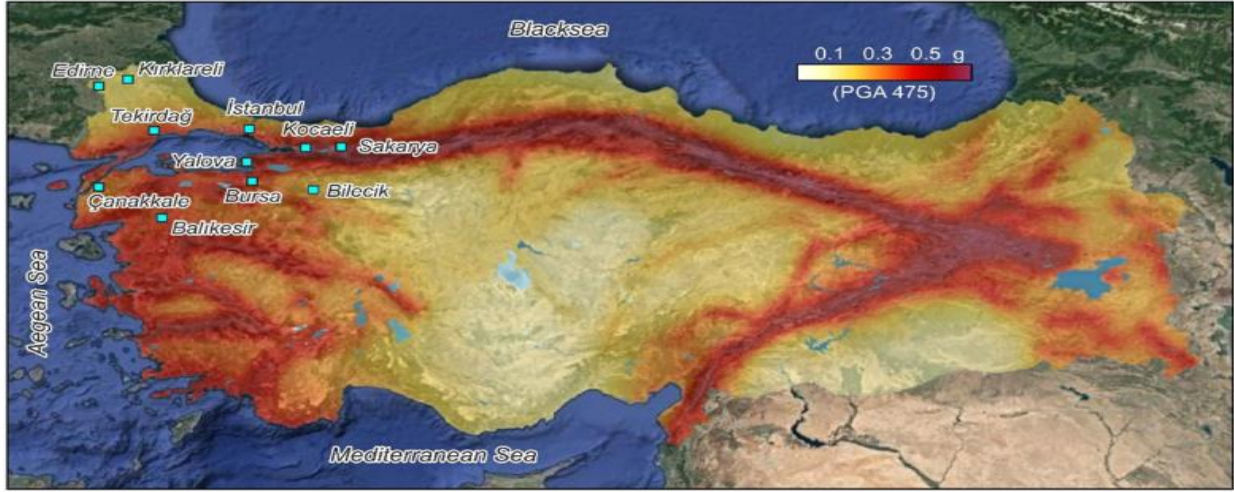 Blacksea
0.1 0.3 0.5 g
(PGA 475)
Edirne
Kırklareli
Tekirdağ
İstanbul
Kocaeli
Sakarya
Yalova
Çanakkale
Bursa
Bilecik
Balıkesir
Aegean Sea
Mediterranean Sea